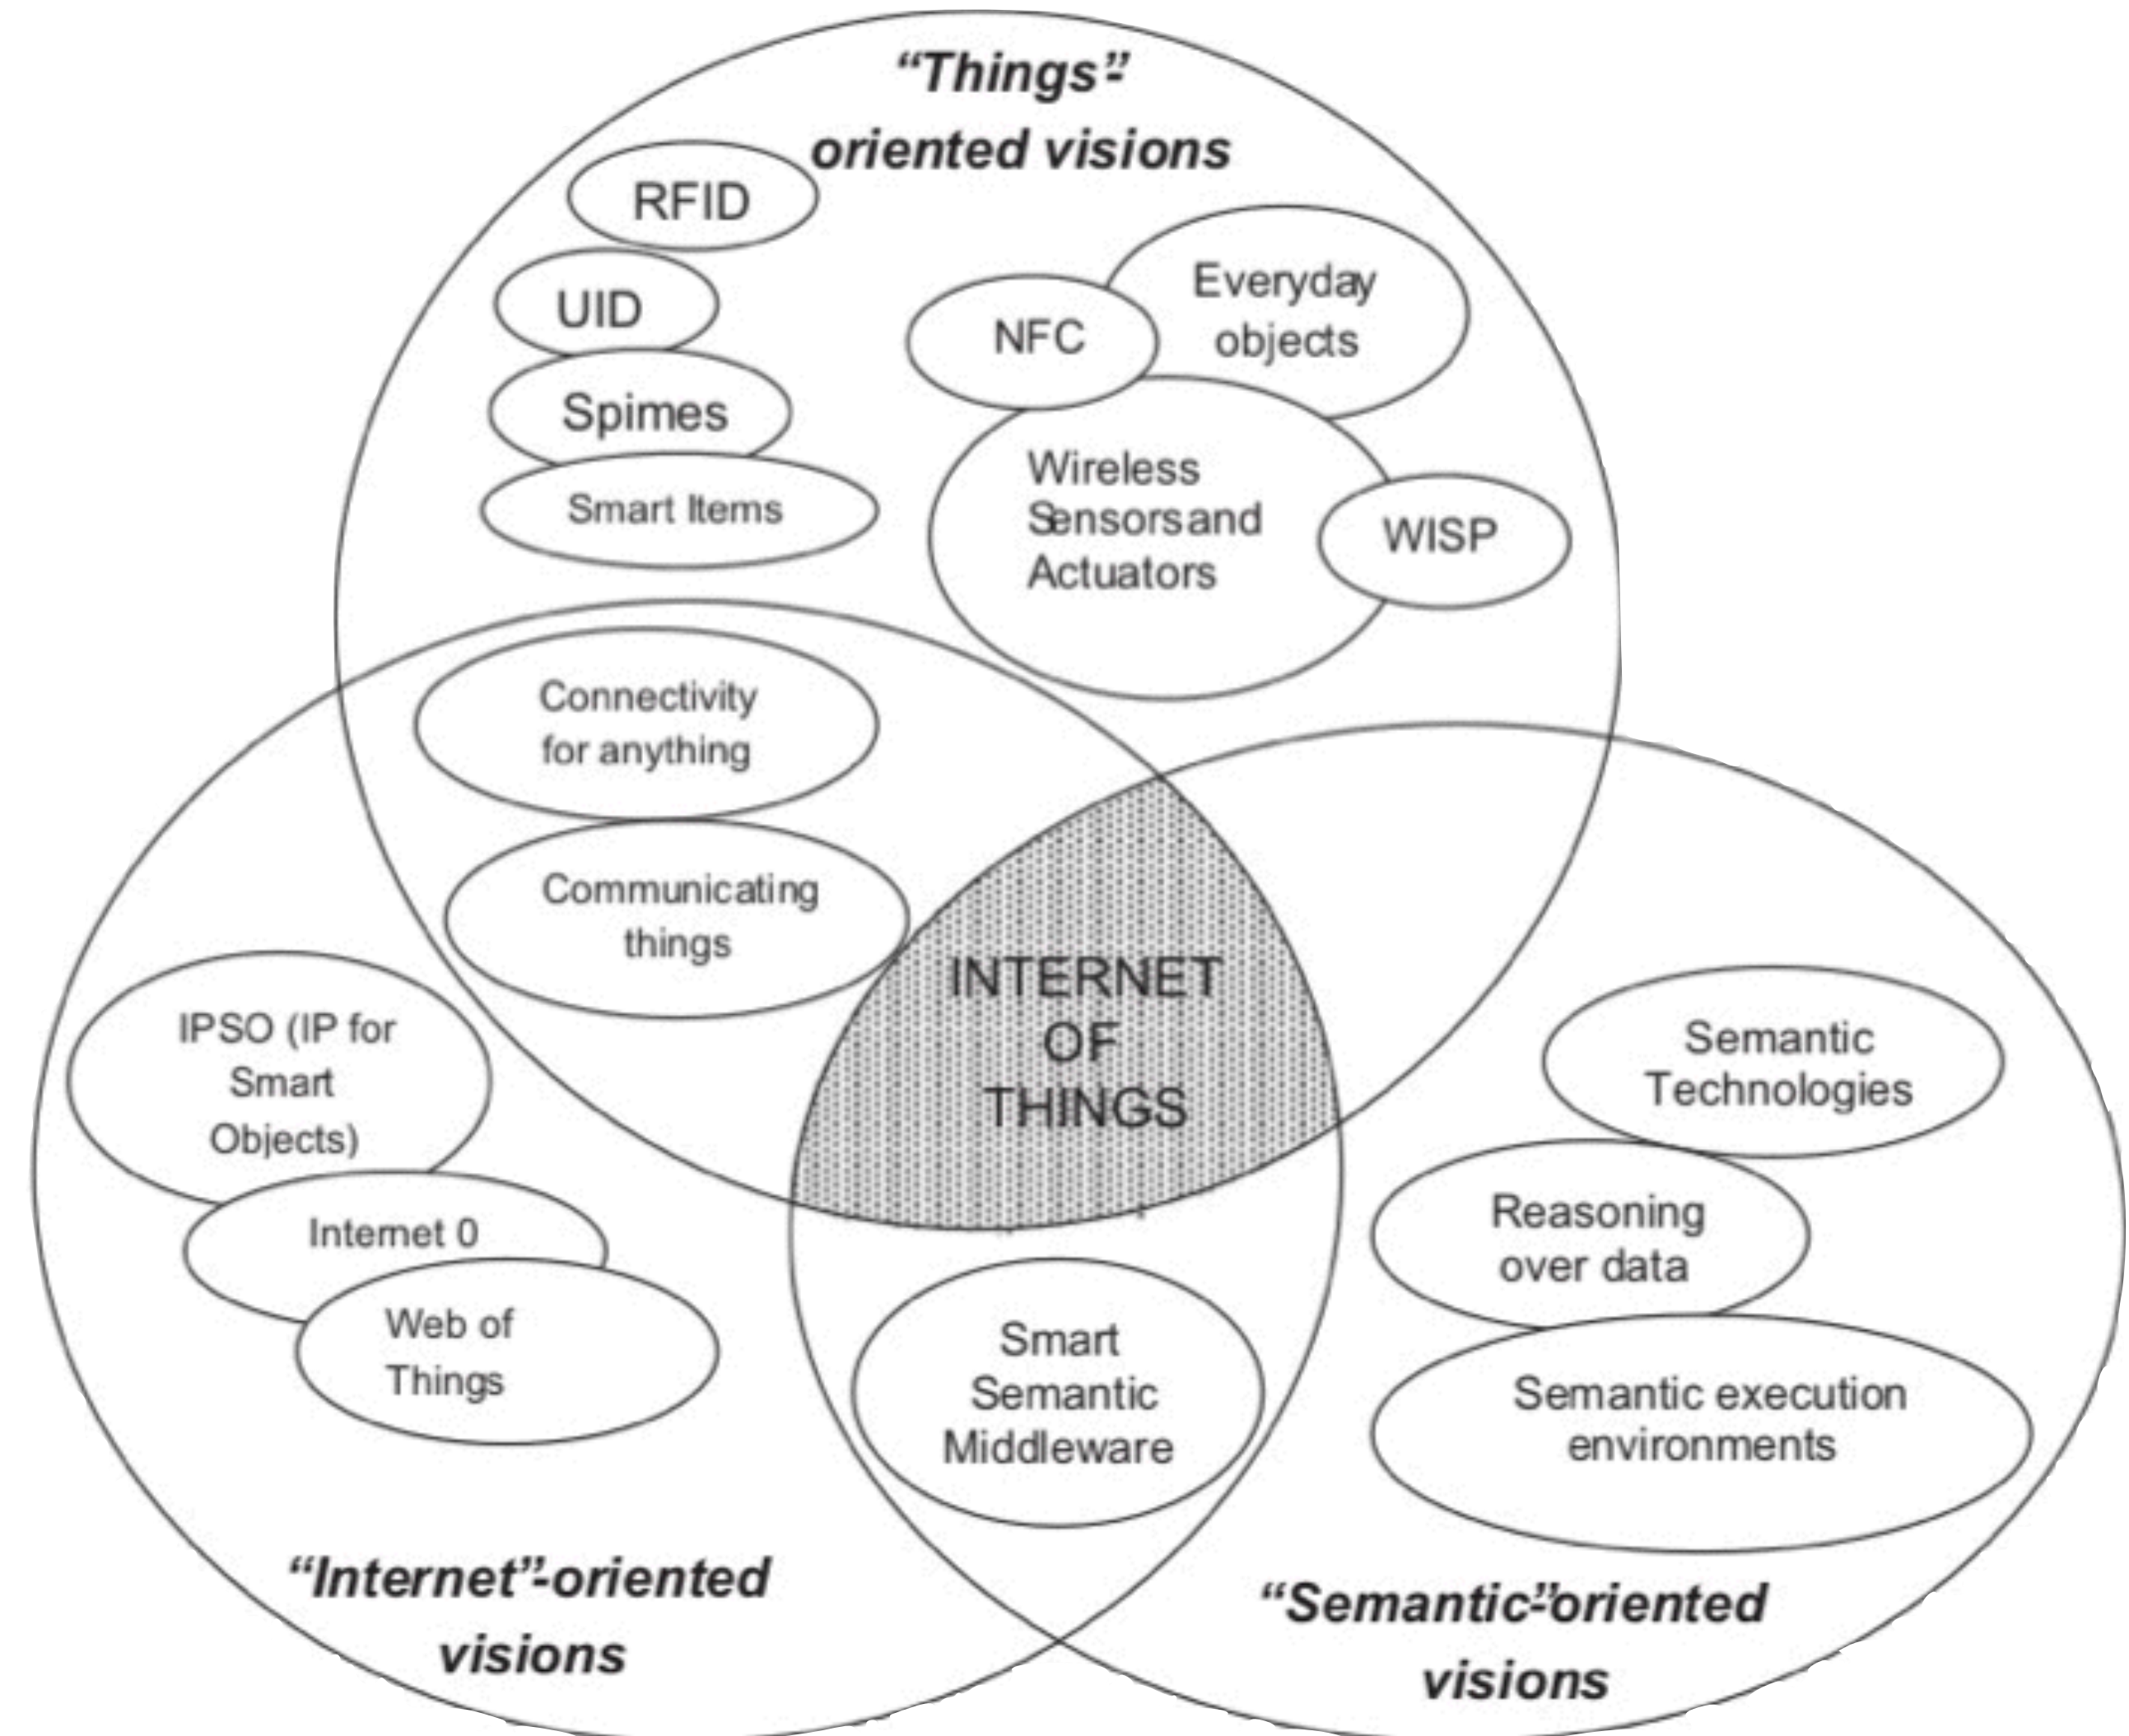 “Things”-
oriented visions
RFID
UID
Spimes
Smart Items
Everyday
objects
NFC
Wireless
Sensors and
Actuators
WISP
Connectivity
for anything
Communicating
things
INTERNET
OF
THINGS
IPSO (IP for
Smart
Objects)
Internet 0
Web of
Things
Semantic
Technologies
Reasoning
over data
Semantic execution
environments
Smart
Semantic
Middleware
“Internet”-oriented
visions
“Semantic”-oriented
visions